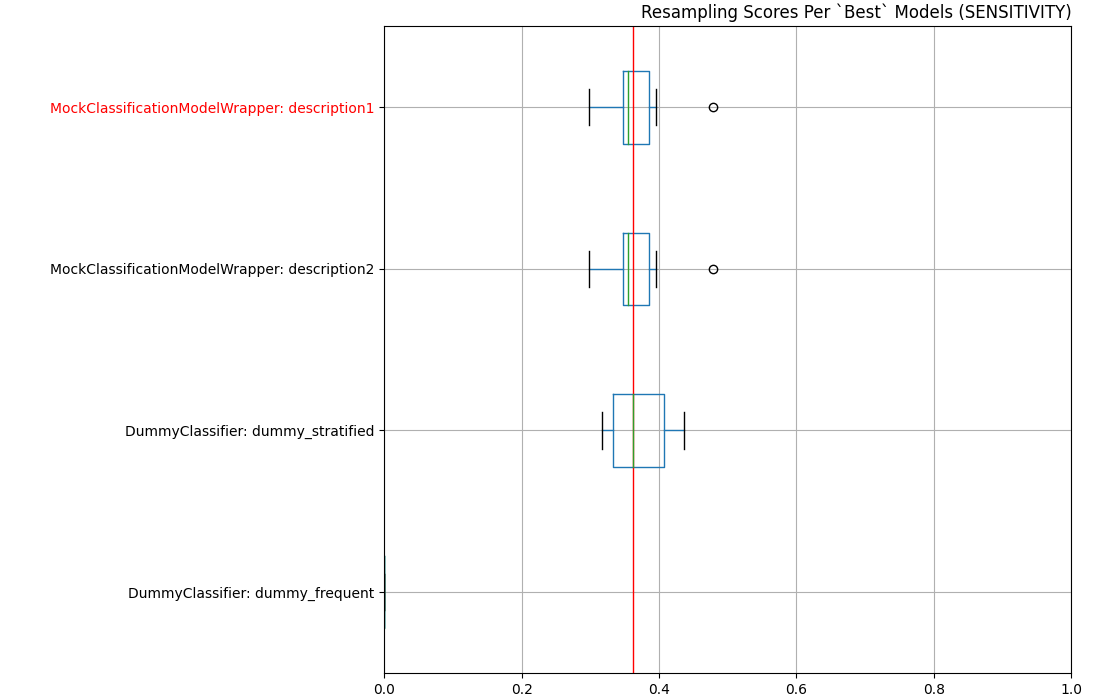 Resampling Scores Per `Best` Models (SENSITIVITY)
MockClassificationModelWrapper: description1
MockClassificationModelWrapper: description2
DummyClassifier: dummy_stratified
DummyClassifier: dummy_frequent
0.0 0.2 0.4 0.6 0.8 1.0